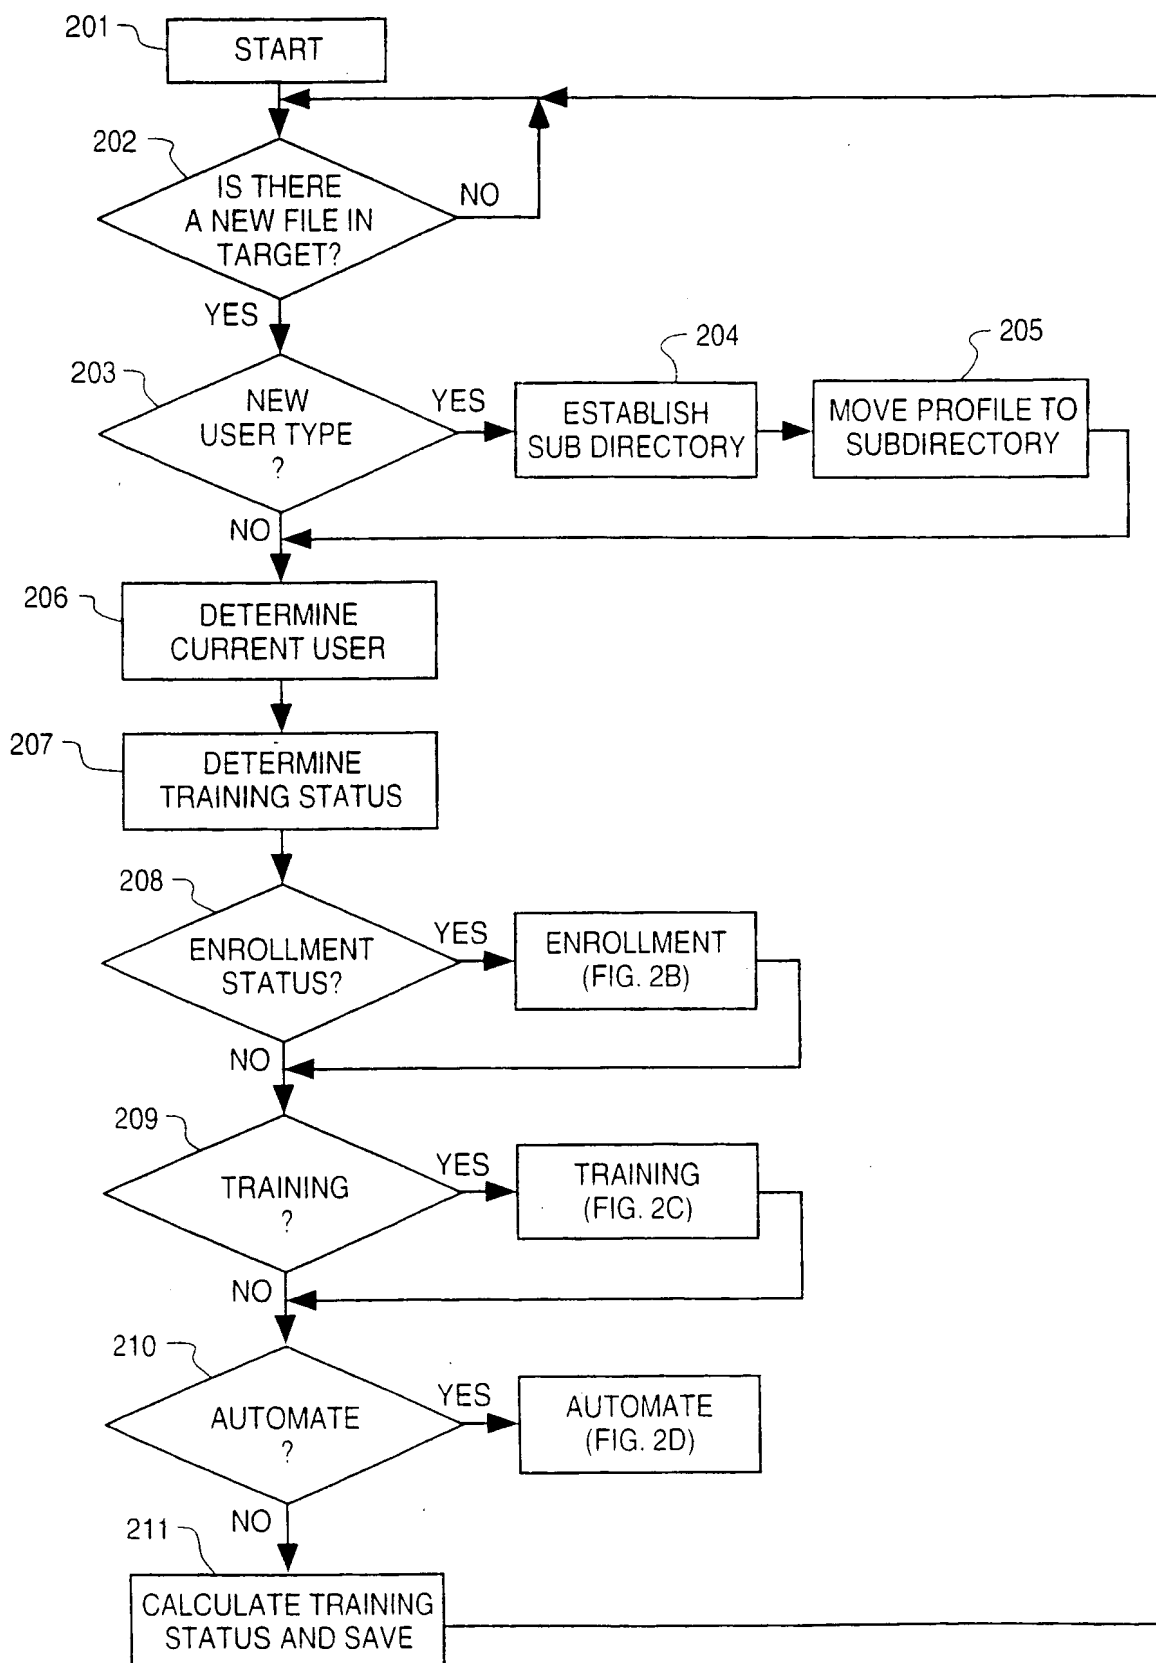 201
START
202
IS THERE
A NEW FILE IN
TARGET?
NO
YES
203
NEW
USER TYPE
?
YES
204
ESTABLISH
SUB DIRECTORY
205
MOVE PROFILE TO
SUBDIRECTORY
NO
206
DETERMINE
CURRENT USER
207
DETERMINE
TRAINING STATUS
208
ENROLLMENT
STATUS?
YES
ENROLLMENT
(FIG. 2B)
NO
209
TRAINING
?
YES
TRAINING
(FIG. 2C)
NO
210
AUTOMATE
?
YES
AUTOMATE
(FIG. 2D)
NO
211
CALCULATE TRAINING
STATUS AND SAVE